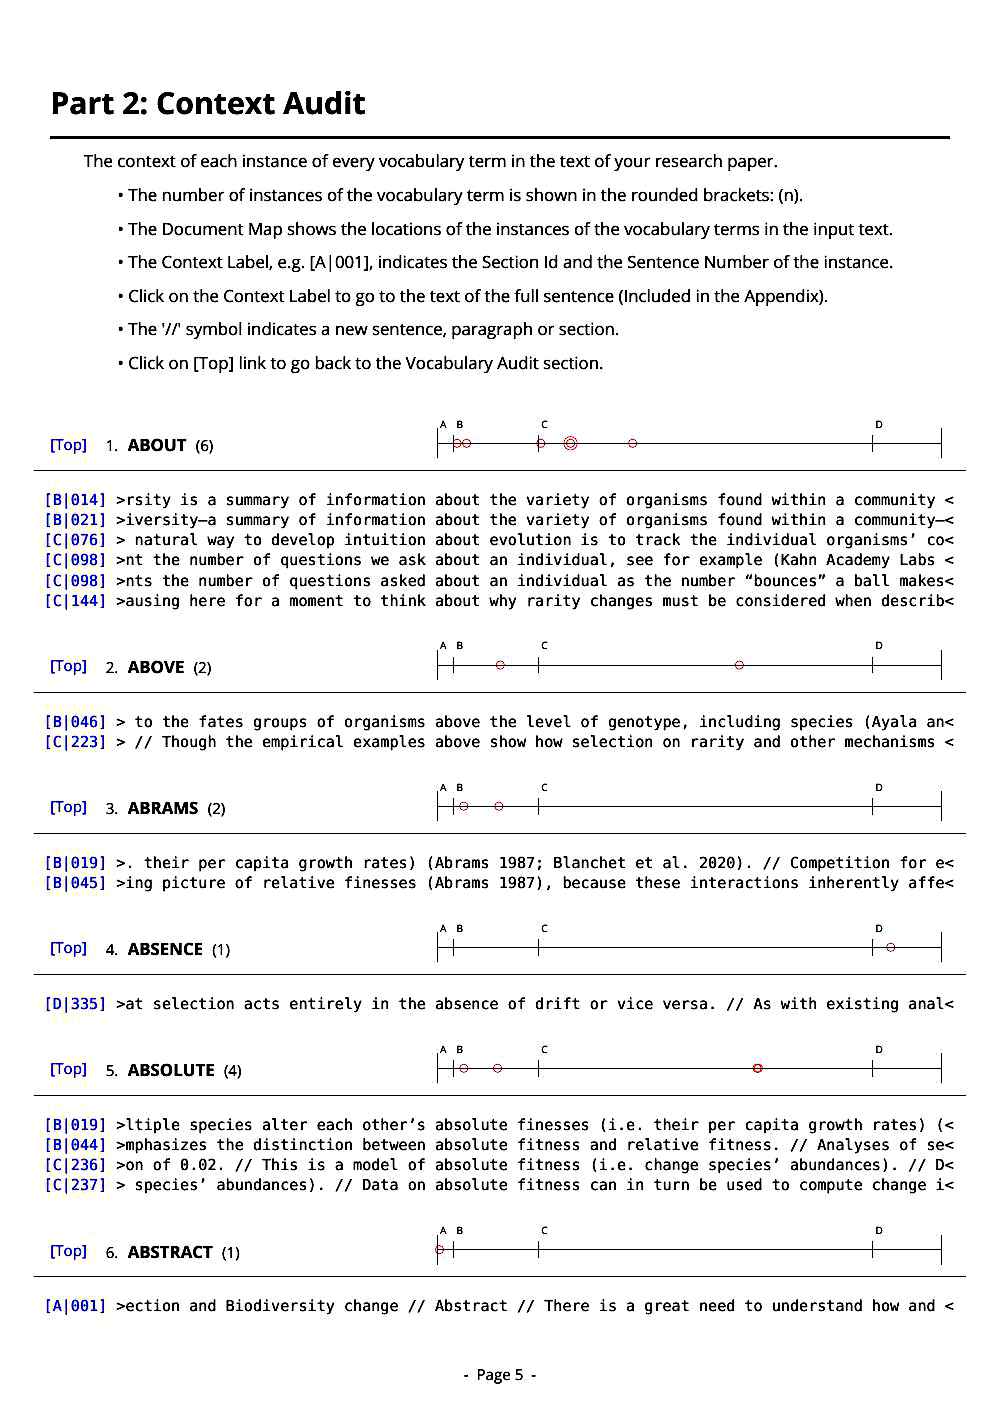 Part 2: Context Audit
The context of each instance of every vocabulary term in the text of your research paper.
• The number of instances of the vocabulary term is shown in the rounded brackets: (n).
• The Document Map shows the locations of the instances of the vocabulary terms in the input text.
• The Context Label, e.g. [A|001], indicates the Section Id and the Sentence Number of the instance.
• Click on the Context Label to go to the text of the full sentence (Included in the Appendix).
• The '//' symbol indicates a new sentence, paragraph or section.
• Click on [Top] link to go back to the Vocabulary Audit section.
A B C D
[Top] 1. ABOUT (6)
[B|014] >rsity is a summary of information about the variety of organisms found within a community <
[B|021] >iversity—a summary of information about the variety of organisms found within a community—<
[C|076] > natural way to develop intuition about evolution is to track the individual organisms’ co<
[C|098] >nt the number of questions we ask about an individual, see for example (Kahn Academy Labs <
[C|098] >nts the number of questions asked about an individual as the number “bounces” a ball makes<
[C|144] >ausing here for a moment to think about why rarity changes must be considered when describ<
A B C D
[Top] 2. ABOVE (2)
[B|046] > to the fates groups of organisms above the level of genotype, including species (Ayala an<
[C|223] > // Though the empirical examples above show how selection on rarity and other mechanisms <
A B C D
[Top] 3. ABRAMS (2)
[B|019] >. their per capita growth rates) (Abrams 1987; Blanchet et al. 2020). // Competition for e<
[B|045] >ing picture of relative finesses (Abrams 1987), because these interactions inherently affe<
A B C D
[Top] 4. ABSENCE (1)
[D|335] >at selection acts entirely in the absence of drift or vice versa. // As with existing anal<
A B C D
[Top] 5. ABSOLUTE (4)
[B|019] >ltiple species alter each other’s absolute finesses (i.e. their per capita growth rates) (<
[B|044] >mphasizes the distinction between absolute fitness and relative fitness. // Analyses of se<
[C|236] >on of 0.02. // This is a model of absolute fitness (i.e. change species’ abundances). // D<
[C|237] > species’ abundances). // Data on absolute fitness can in turn be used to compute change i<
A B C D
[Top] 6. ABSTRACT (1)
[A|001] >ection and Biodiversity change // Abstract // There is a great need to understand how and <
- Page 5 -